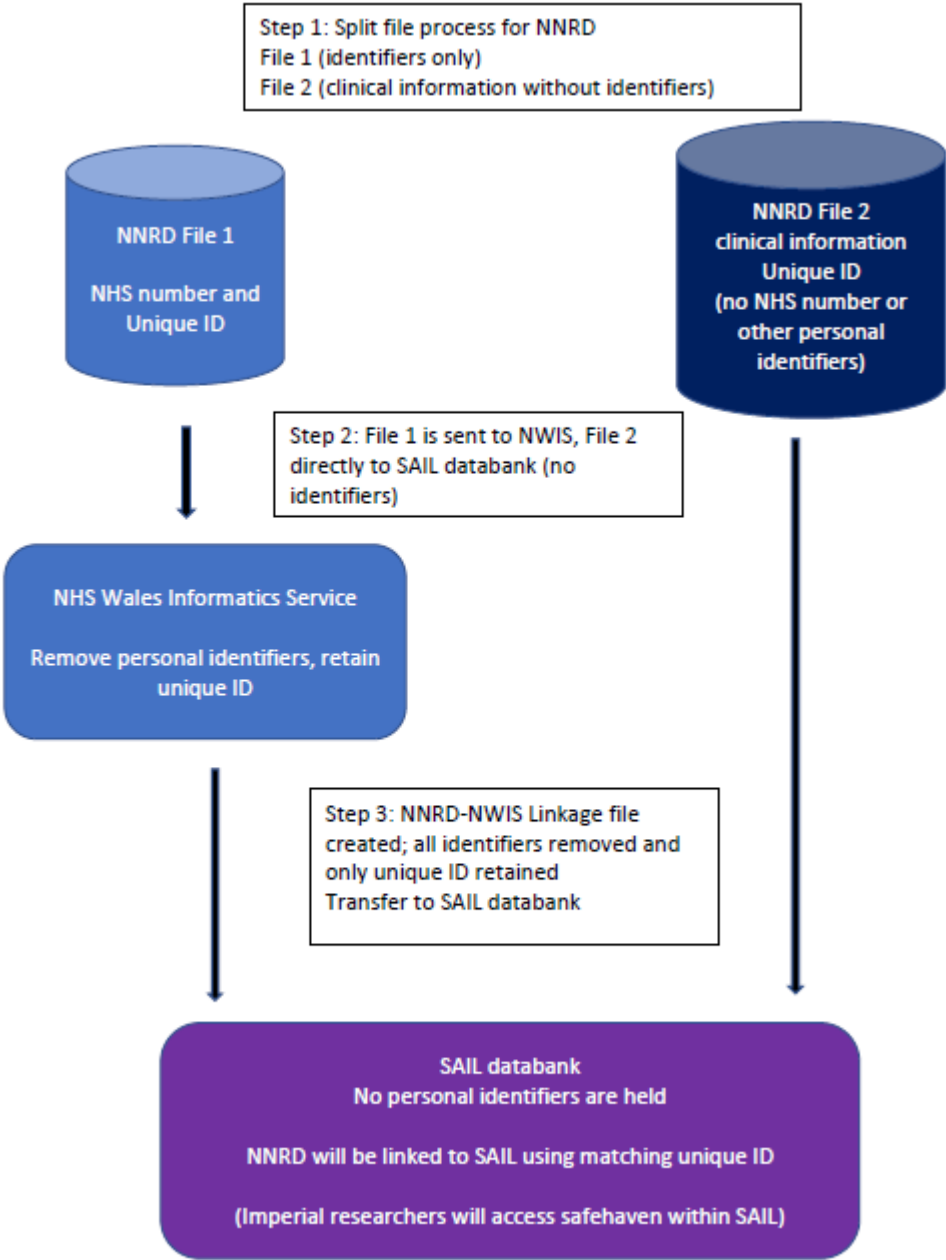 Step 1: Split file process for NNRD
File 1 (identifiers only)
File 2 (clinical information without identifiers)
NNRD File 1
NHS number and
Unique ID
NNRD File 2
clinical information
Unique ID
(no NHS number or
other personal
identifiers)
Step 2: File 1 is sent to NWIS, File 2
directly to SAIL databank (no
identifiers)
NHS Wales Informatics Service
Remove personal identifiers, retain
unique ID
Step 3: NNRD-NWIS Linkage file
created; all identifiers removed and
only unique ID retained
Transfer to SAIL databank
SAIL databank
No personal identifiers are held
NNRD will be linked to SAIL using matching unique ID
(Imperial researchers will access safehaven within SAIL)